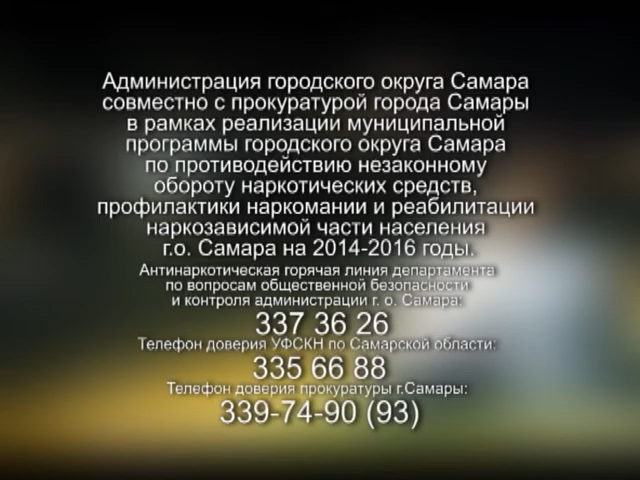 Администрация городского округа Самара
совместно с прокуратурой города Самары
в рамках реализации муниципальной
программы городского округа Самара
по противодействию незаконному
обороту наркотических средств,
профилактики наркомании и реабилитации
наркозависимой части населения
г.о. Самара на 2014-2016 годы.
Антинаркотическая горячая линия департамента
по вопросам общественной безопасности
и контроля администрации г. о. Самара:
337 36 26
Телефон доверия УФСКН по Самарской области:
335 66 88
Телефон доверия прокуратуры г.Самары:
339-74-90 (93)